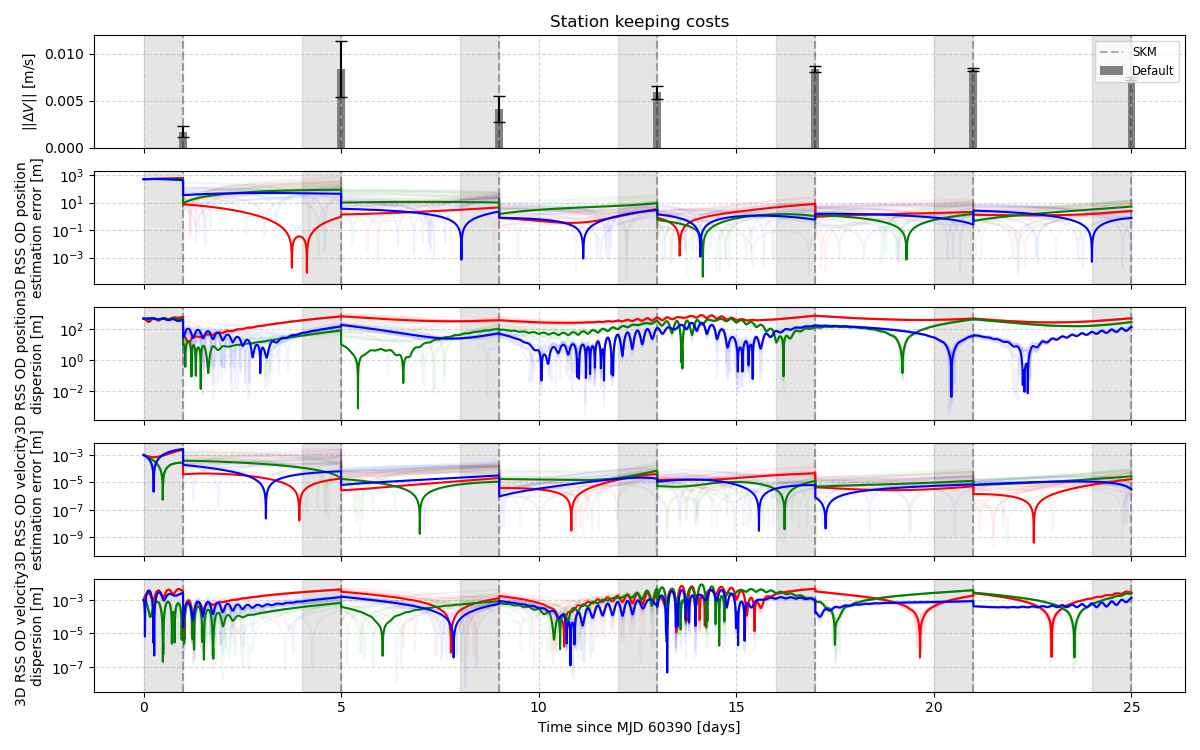 Station keeping costs
||ΔV|| [m/s]
0.010
0.005
0.000
SKM
Default
3D RSS OD position
estimation error [m]
10³
10¹
10⁻¹
10⁻³
3D RSS OD position
dispersion [m]
10²
10⁰
10⁻²
3D RSS OD velocity
estimation error [m]
10⁻³
10⁻⁵
10⁻⁷
10⁻⁹
3D RSS OD velocity
dispersion [m]
10⁻³
10⁻⁵
10⁻⁷
0 5 10 15 20 25
Time since MJD 60390 [days]